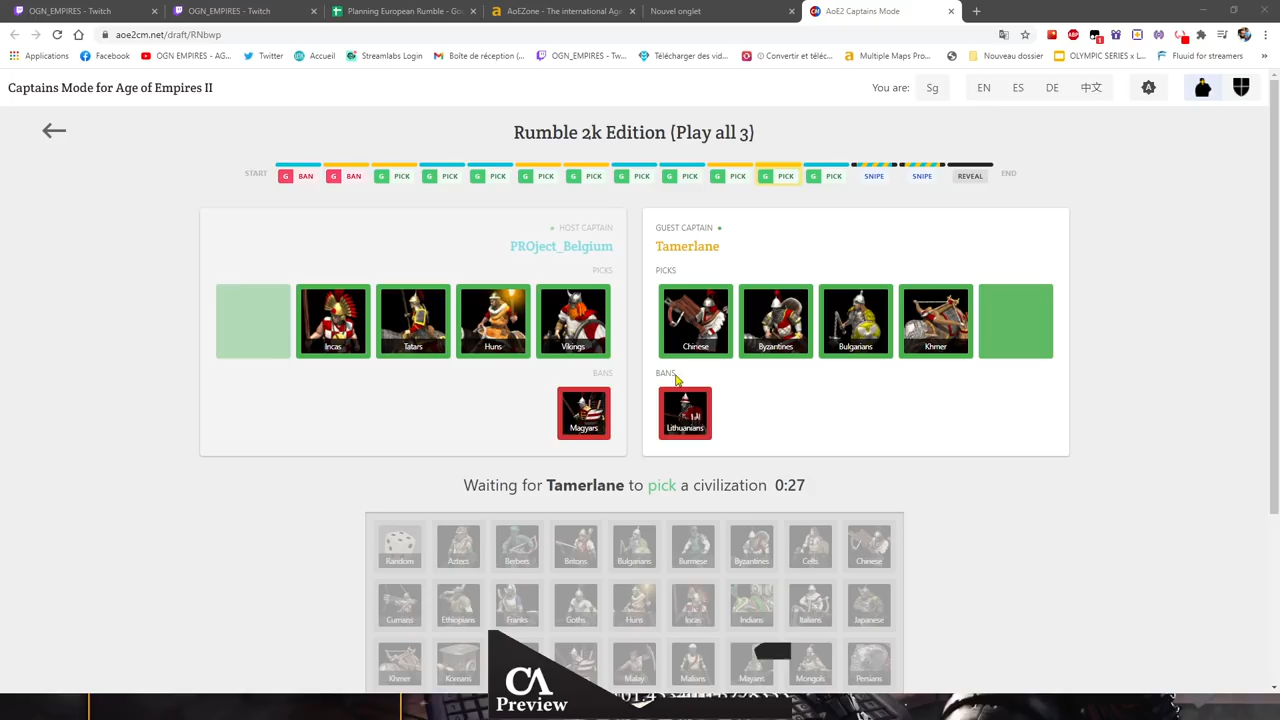 OGN_EMPIRES - Twitch
OGN_EMPIRES - Twitch
Planning European Rumble - Go
AoEZone - The international Ag
Nouvel onglet
AoE2 Captains Mode
aoe2cm.net/draft/RNbwp
Applications
Facebook
OGN_EMPIRES - AG...
Twitter
Accueil
Streamlabs Login
Boîte de réception (...
OGN_EMPIRES - Tw...
Télécharger des vid...
Convertir et téléc...
Multiple Maps Pro...
Nouveau dossier
OLYMPIC SERIES x L...
Fluuid for streamers
Captains Mode for Age of Empires II
You are:
Sg
EN
ES
DE
中文
Rumble 2k Edition (Play all 3)
START
G BAN
G BAN
G PICK
G PICK
G PICK
G PICK
G PICK
G PICK
G PICK
G PICK
G PICK
G PICK
SNIPE
SNIPE
REVEAL
END
HOST CAPTAIN
PROject_Belgium
PICKS
Incas
Tatars
Huns
Vikings
BANS
Magyars
GUEST CAPTAIN
Tamerlane
PICKS
Chinese
Byzantines
Bulgarians
Khmer
BANS
Lithuanians
Waiting for Tamerlane to pick a civilization 0:27
Random
Aztecs
Berbers
Britons
Bulgarians
Burmese
Byzantines
Celts
Chinese
Cumans
Ethiopians
Franks
Goths
Huns
Incas
Indians
Italians
Japanese
Khmer
Koreans
Malay
Malians
Mayans
Mongols
Persians
CA
Preview